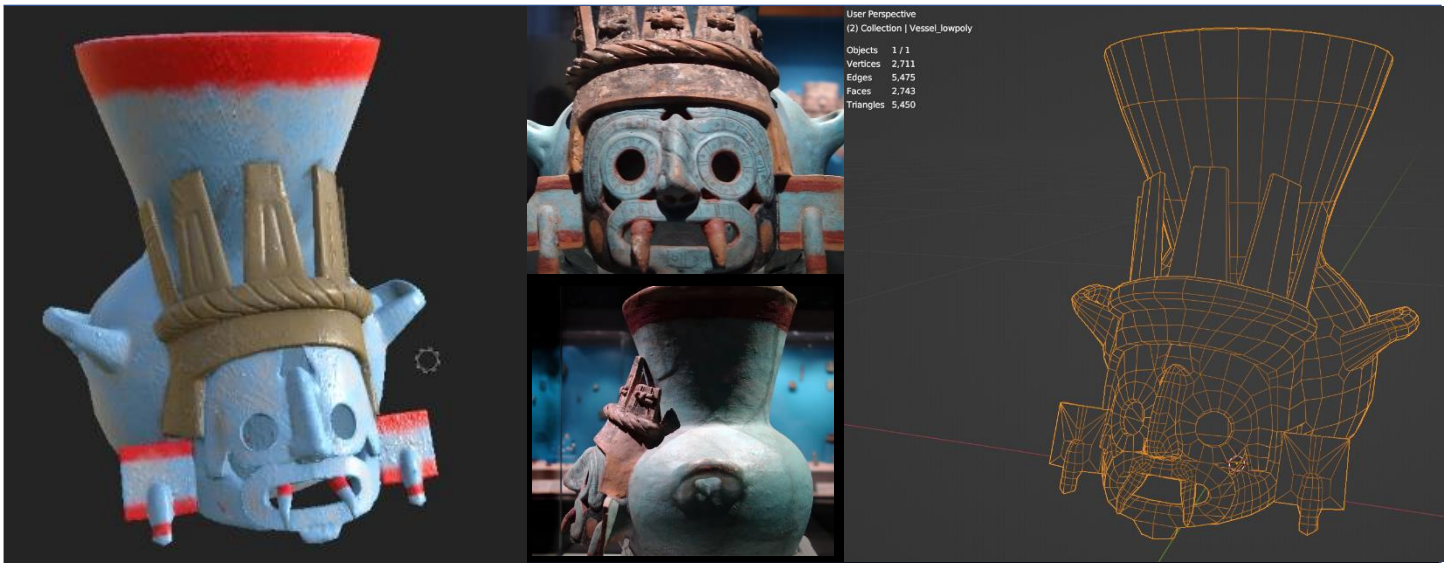 User Perspective
(2) Collection | Vessel_lowpoly
Objects 1 / 1
Vertices 2,711
Edges 5,475
Faces 2,743
Triangles 5,450